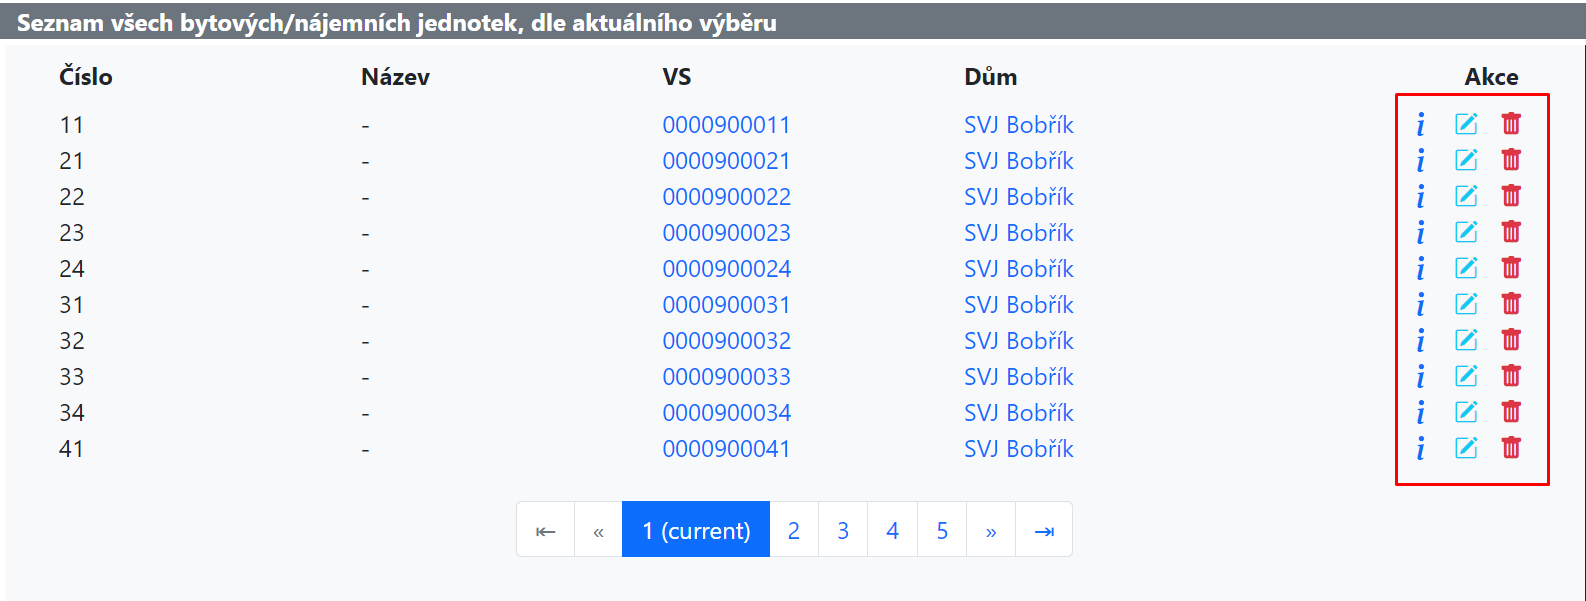 Seznam všech bytových/nájemních jednotek, dle aktuálního výběru
Číslo Název VS Dům Akce
11 - 0000900011 SVJ Bobřík
21 - 0000900021 SVJ Bobřík
22 - 0000900022 SVJ Bobřík
23 - 0000900023 SVJ Bobřík
24 - 0000900024 SVJ Bobřík
31 - 0000900031 SVJ Bobřík
32 - 0000900032 SVJ Bobřík
33 - 0000900033 SVJ Bobřík
34 - 0000900034 SVJ Bobřík
41 - 0000900041 SVJ Bobřík
⇤ « 1 (current) 2 3 4 5 » ⇥